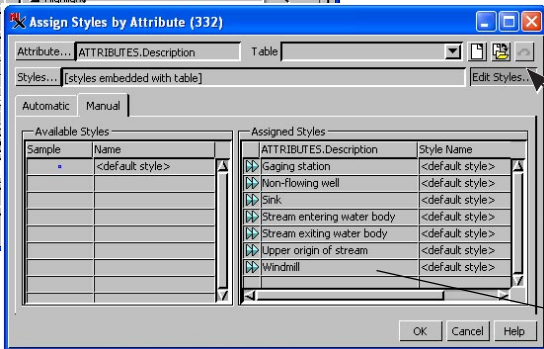 Assign Styles by Attribute (332)
Attribute... ATTRIBUTES.Description Table
Styles... [styles embedded with table] Edit Styles...
Automatic Manual
Available Styles Assigned Styles
Sample Name ATTRIBUTES.Description Style Name
<default style> Gaging station <default style>
Non-flowing well <default style>
Sink <default style>
Stream entering water body <default style>
Stream exiting water body <default style>
Upper origin of stream <default style>
Windmill <default style>
OK Cancel Help